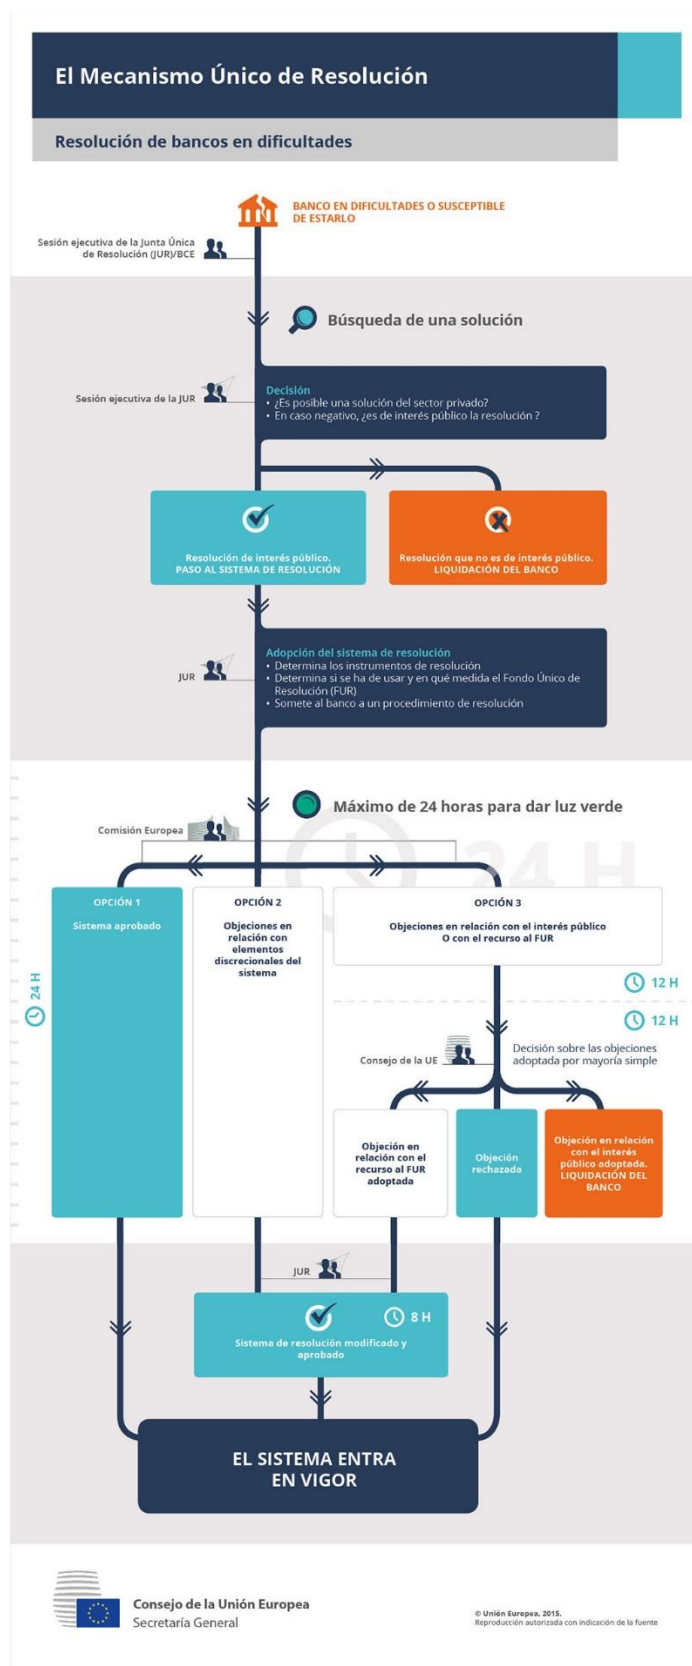 El Mecanismo Único de Resolución
Resolución de bancos en dificultades
BANCO EN DIFICULTADES O SUSCEPTIBLE
DE ESTARLO
Sesión ejecutiva de la Junta Única
de Resolución (JUR)/BCE
Búsqueda de una solución
Sesión ejecutiva de la JUR
Decisión
• ¿Es posible una solución del sector privado?
• En caso negativo, ¿es de interés público la resolución ?
Resolución de interés público.
PASO AL SISTEMA DE RESOLUCIÓN
Resolución que no es de interés público.
LIQUIDACIÓN DEL BANCO
JUR
Adopción del sistema de resolución
• Determina los instrumentos de resolución
• Determina si se ha de usar y en qué medida el Fondo Único de
Resolución (FUR)
• Somete al banco a un procedimiento de resolución
Máximo de 24 horas para dar luz verde
24 H
Comisión Europea
OPCIÓN 1
Sistema aprobado
OPCIÓN 2
Objeciones en
relación con
elementos
discrecionales del
sistema
OPCIÓN 3
Objeciones en relación con el interés público
O con el recurso al FUR
24 H
12 H
12 H
Consejo de la UE
Decisión sobre las objeciones
adoptada por mayoría simple
Objeción en
relación con el
recurso al FUR
adoptada
Objeción
rechazada
Objeción en relación
con el interés
público adoptada.
LIQUIDACIÓN DEL
BANCO
JUR
8 H
Sistema de resolución modificado y
aprobado
EL SISTEMA ENTRA
EN VIGOR
Consejo de la Unión Europea
Secretaría General
© Unión Europea, 2015.
Reproducción autorizada con indicación de la fuente